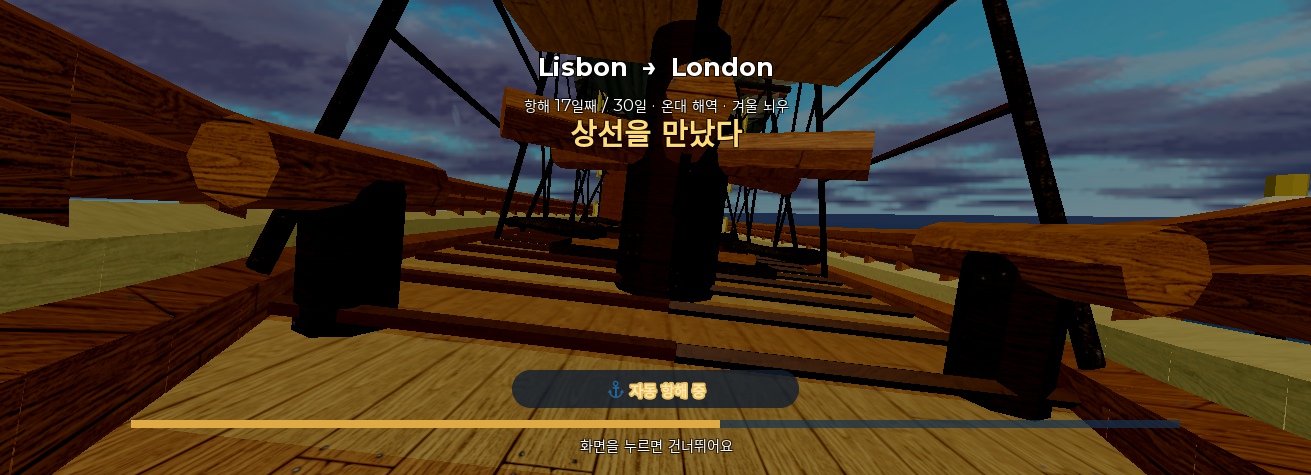 Lisbon → London
항해 17일째 / 30일 · 온대 해역 · 겨울 뇌우
상선을 만났다
⚓ 자동 항해 중
화면을 누르면 건너뛰어요